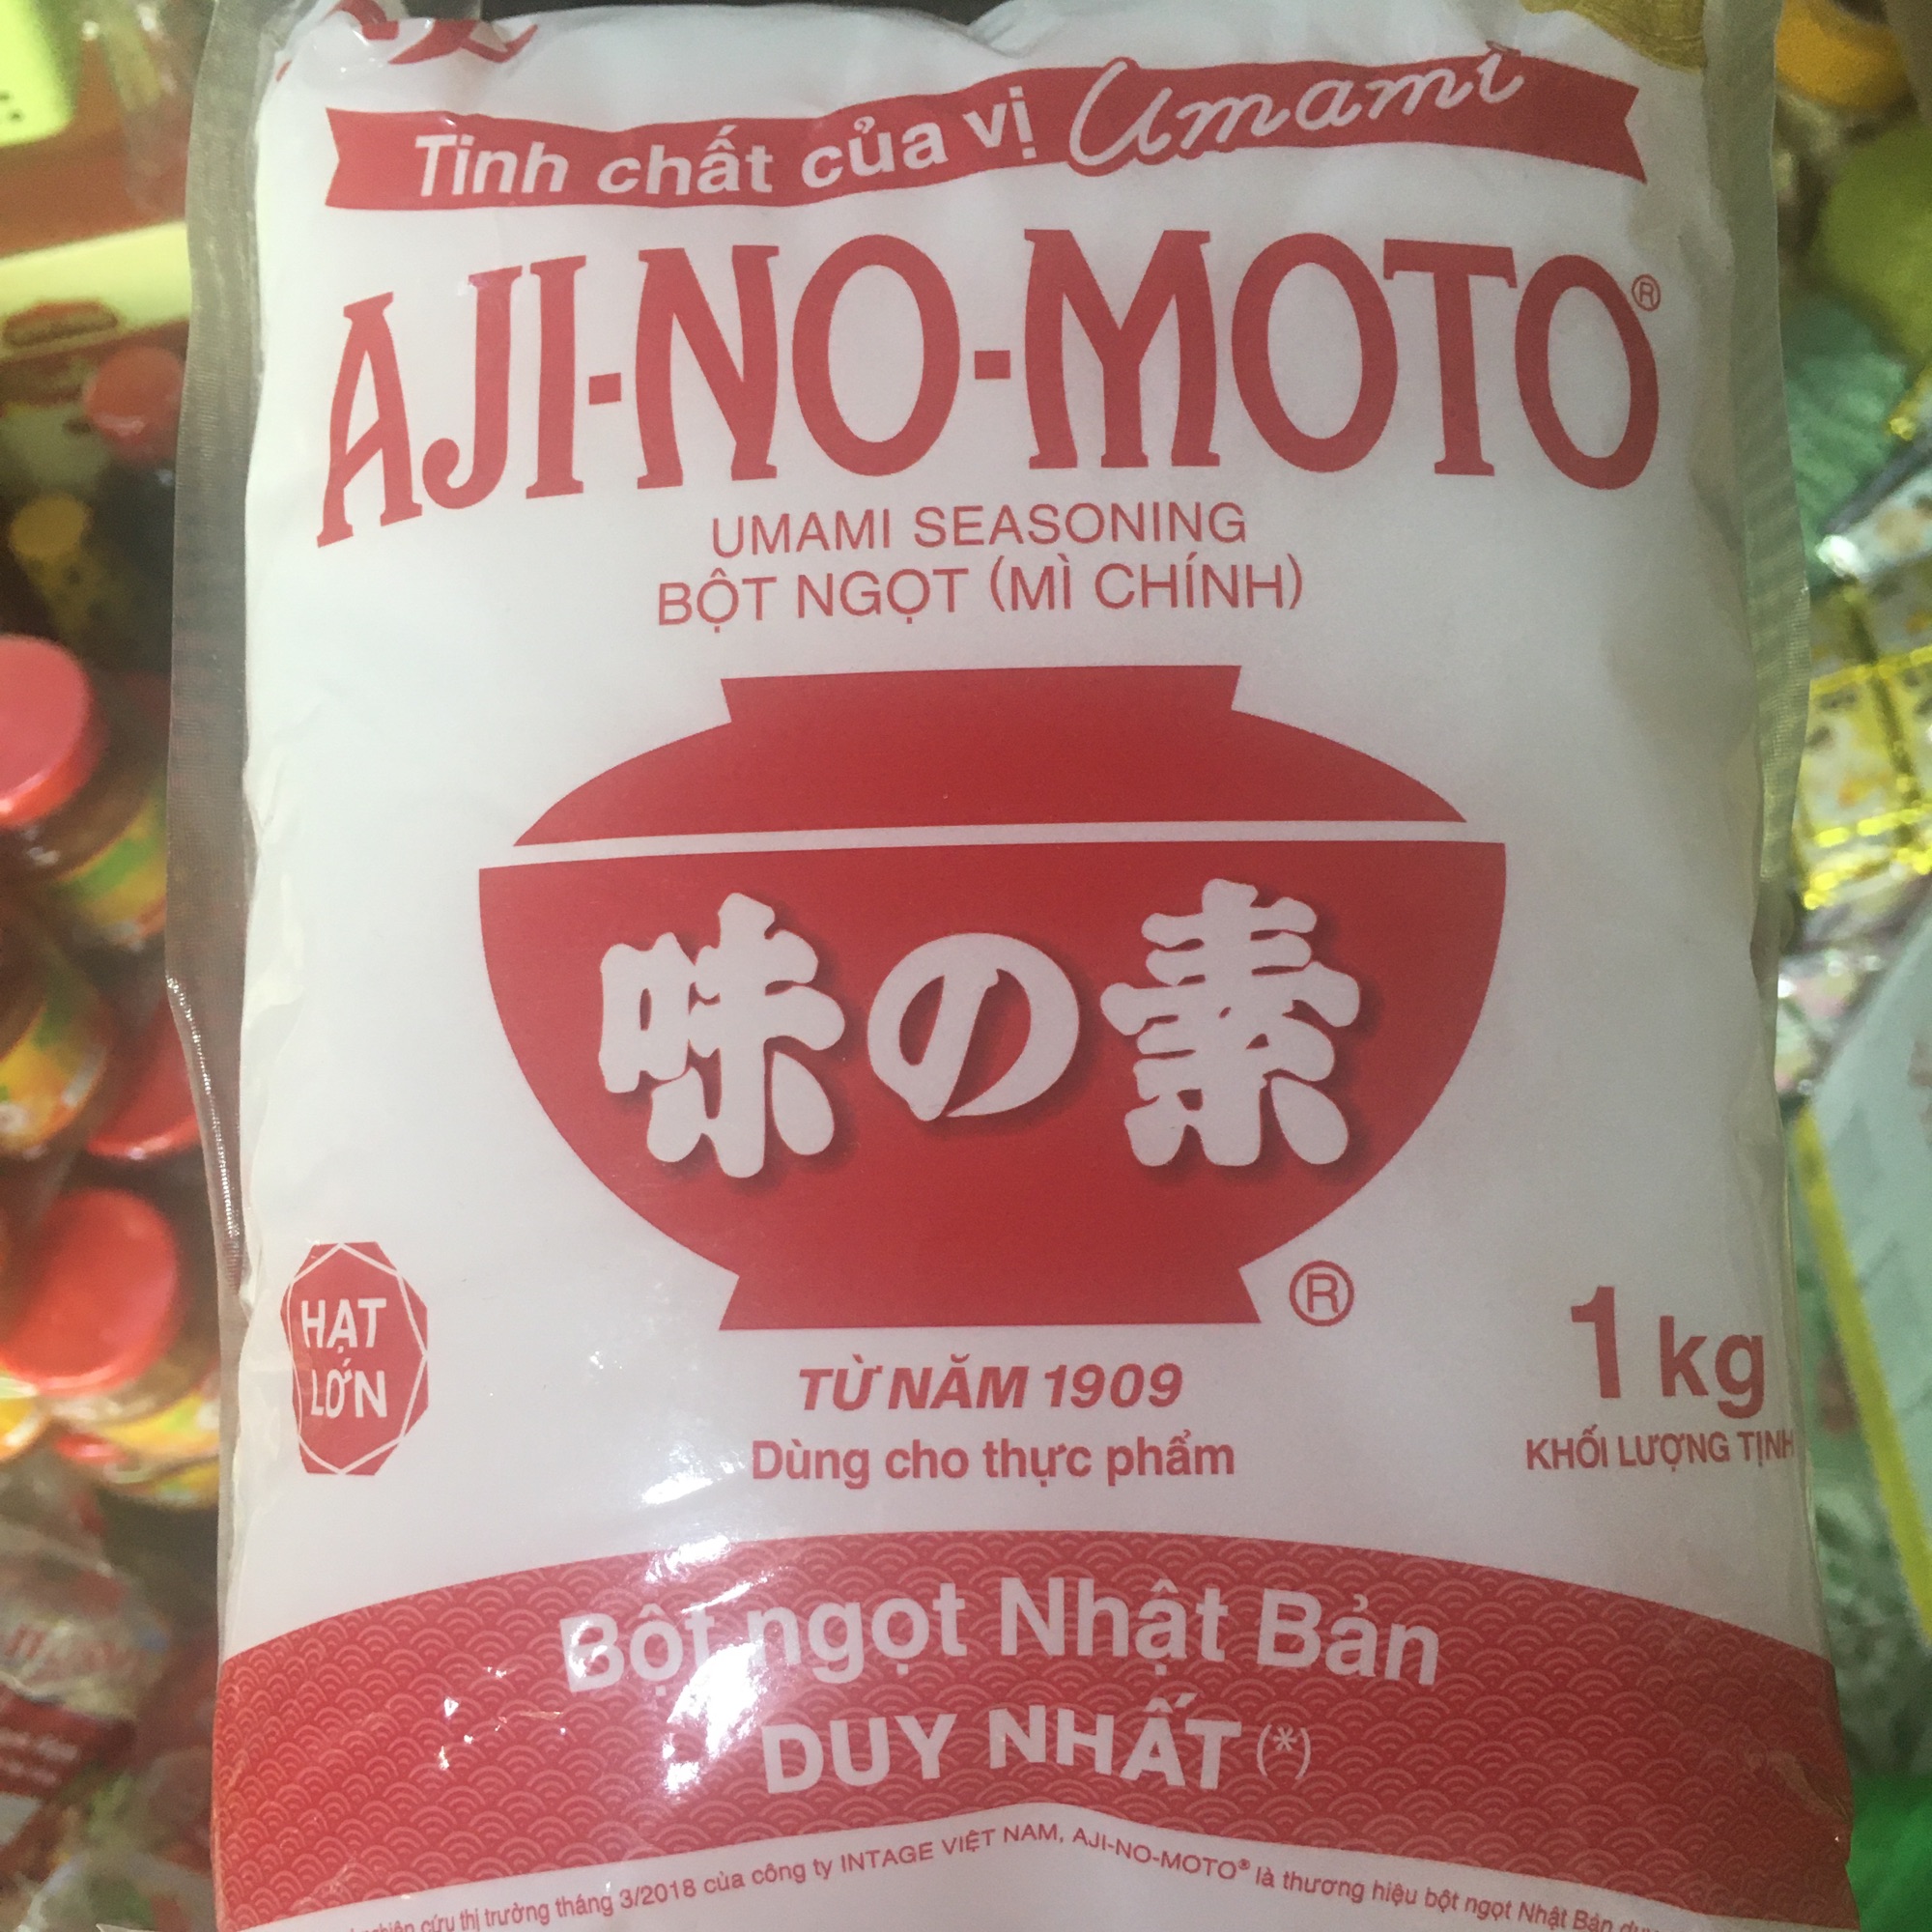 Tinh chất của vị Umami
AJI-NO-MOTO®
UMAMI SEASONING
BỘT NGỌT (MÌ CHÍNH)
味の素
®
HẠT
LỚN
TỪ NĂM 1909
Dùng cho thực phẩm
1 kg
KHỐI LƯỢNG TỊNH
Bột ngọt Nhật Bản
DUY NHẤT (*)
cứu thị trường tháng 3/2018 của công ty INTAGE VIỆT NAM, AJI-NO-MOTO® là thương hiệu bột ngọt Nhật Bản